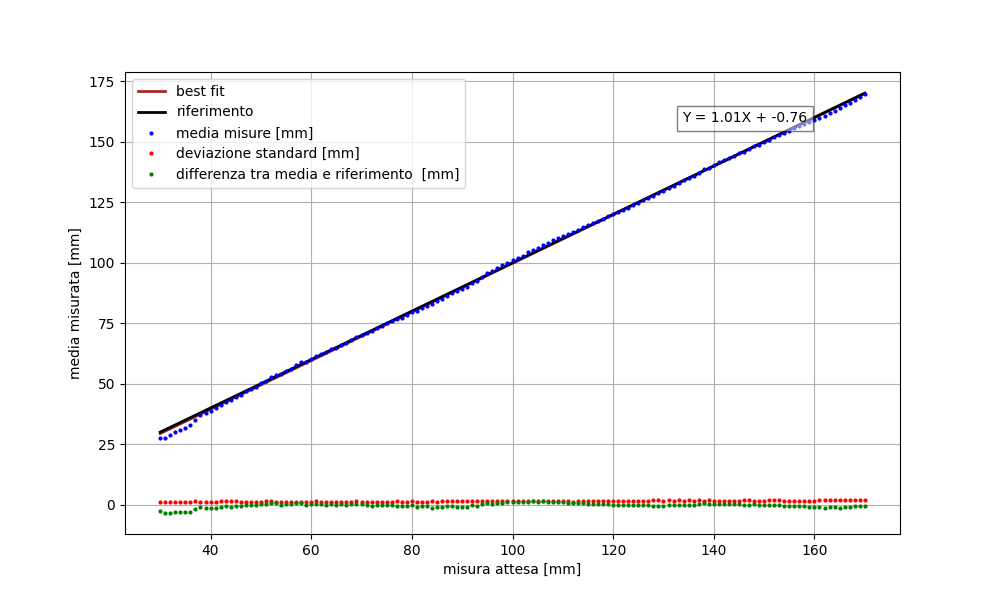 best fit
riferimento
media misure [mm]
deviazione standard [mm]
differenza tra media e riferimento  [mm]
Y = 1.01X + -0.76
175
150
125
100
75
50
25
0
media misurata [mm]
40 60 80 100 120 140 160
misura attesa [mm]